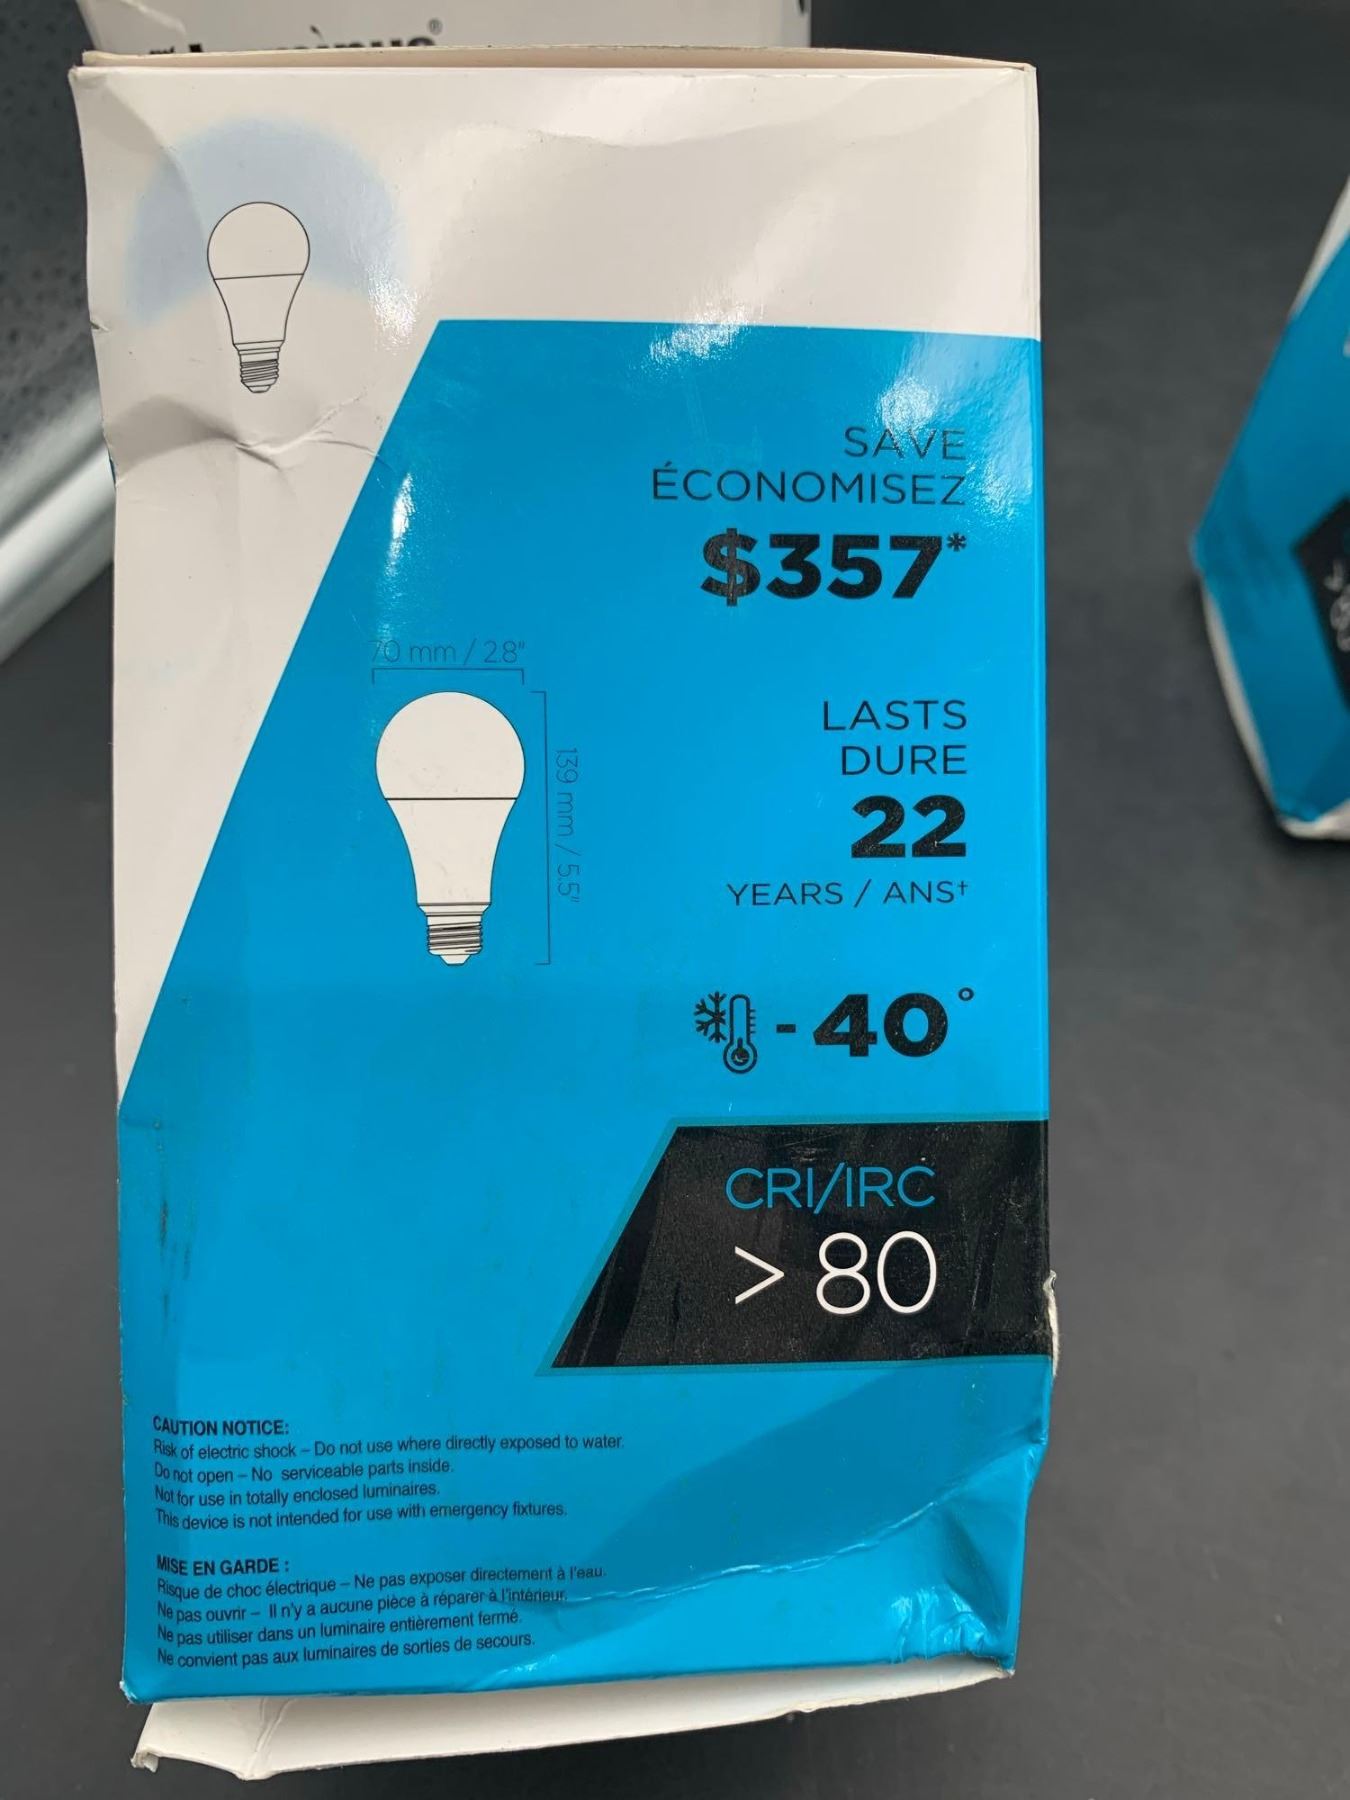 SAVE
ÉCONOMISEZ
$357*
70 mm / 2.8"
139 mm / 5.5"
LASTS
DURE
22
YEARS / ANS†
-40°
CRI/IRC
> 80
CAUTION NOTICE:
Risk of electric shock – Do not use where directly exposed to water.
Do not open – No serviceable parts inside.
Not for use in totally enclosed luminaires.
This device is not intended for use with emergency fixtures.
MISE EN GARDE :
Risque de choc électrique – Ne pas exposer directement à l'eau.
Ne pas ouvrir – Il n'y a aucune pièce à réparer à l'intérieur.
Ne pas utiliser dans un luminaire entièrement fermé.
Ne convient pas aux luminaires de sorties de secours.